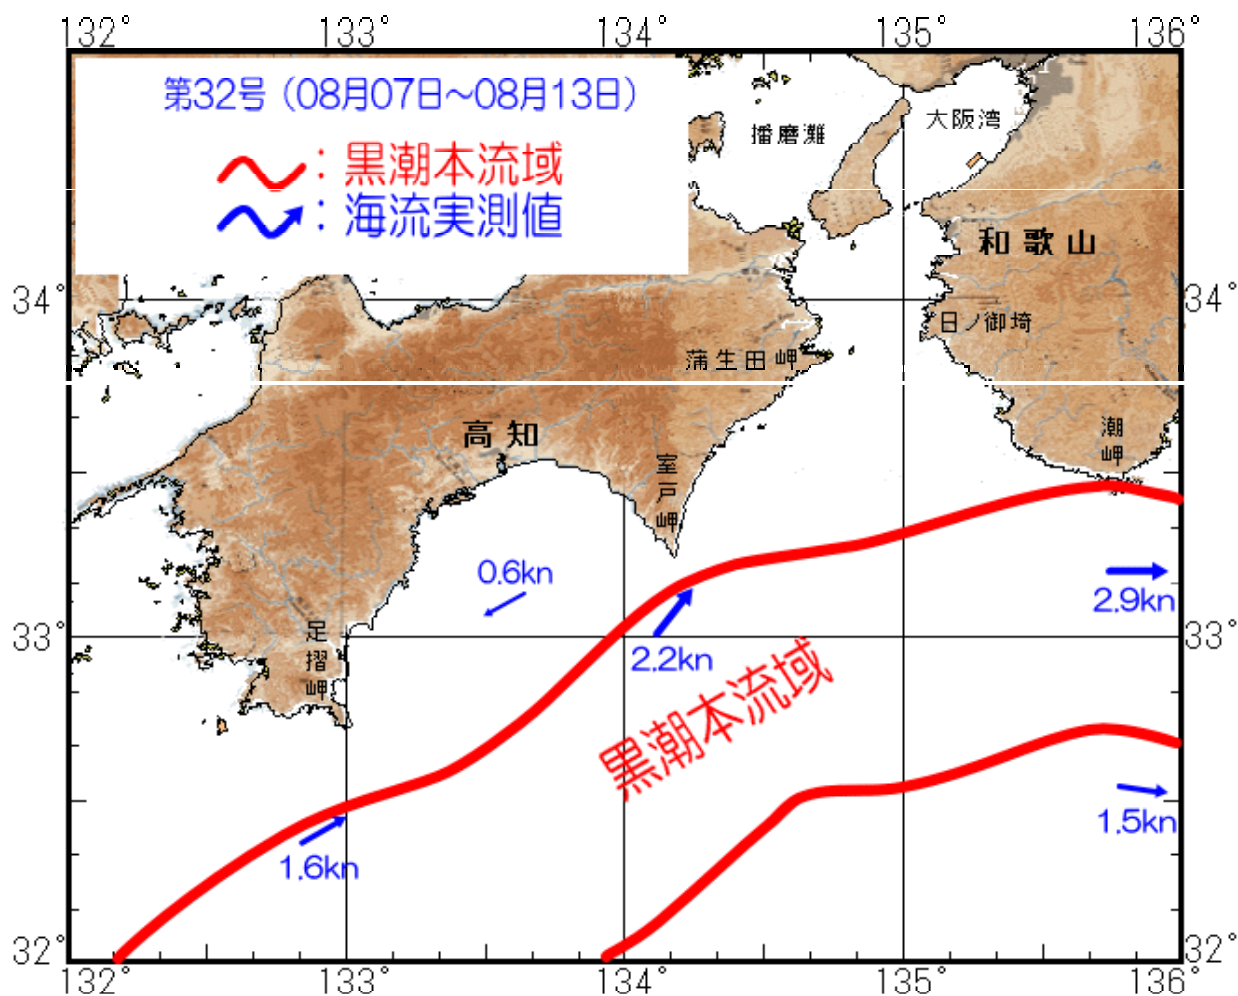 132° 133° 134° 135° 136°
第32号（08月07日～08月13日）
：黒潮本流域
：海流実測値
播磨灘
大阪湾
和歌山
34° 34°
日ノ御埼
蒲生田岬
高知
潮岬
室戸岬
0.6kn
2.9kn
33° 33°
足摺岬
2.2kn
黒潮本流域
1.5kn
1.6kn
32° 32°
132° 133° 134° 135° 136°